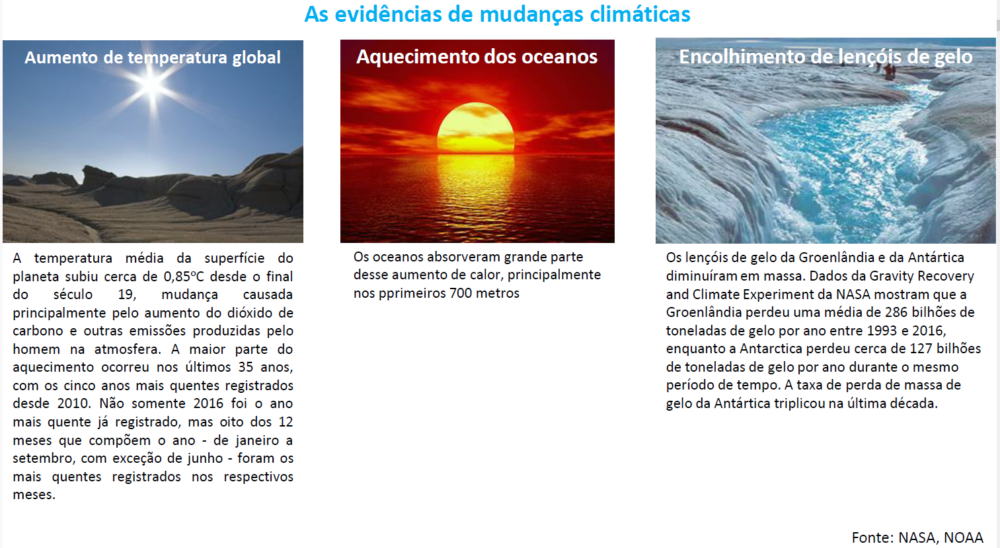 As evidências de mudanças climáticas
Aumento de temperatura global
A temperatura média da superfície do
planeta subiu cerca de 0,85ºC desde o final
do século 19, mudança causada
principalmente pelo aumento do dióxido de
carbono e outras emissões produzidas pelo
homem na atmosfera. A maior parte do
aquecimento ocorreu nos últimos 35 anos,
com os cinco anos mais quentes registrados
desde 2010. Não somente 2016 foi o ano
mais quente já registrado, mas oito dos 12
meses que compõem o ano - de janeiro a
setembro, com exceção de junho - foram os
mais quentes registrados nos respectivos
meses.
Aquecimento dos oceanos
Os oceanos absorveram grande parte
desse aumento de calor, principalmente
nos pprimeiros 700 metros
Encolhimento de lençóis de gelo
Os lençóis de gelo da Groenlândia e da Antártica
diminuíram em massa. Dados da Gravity Recovery
and Climate Experiment da NASA mostram que a
Groenlândia perdeu uma média de 286 bilhões de
toneladas de gelo por ano entre 1993 e 2016,
enquanto a Antarctica perdeu cerca de 127 bilhões
de toneladas de gelo por ano durante o mesmo
período de tempo. A taxa de perda de massa de
gelo da Antártica triplicou na última década.
Fonte: NASA, NOAA